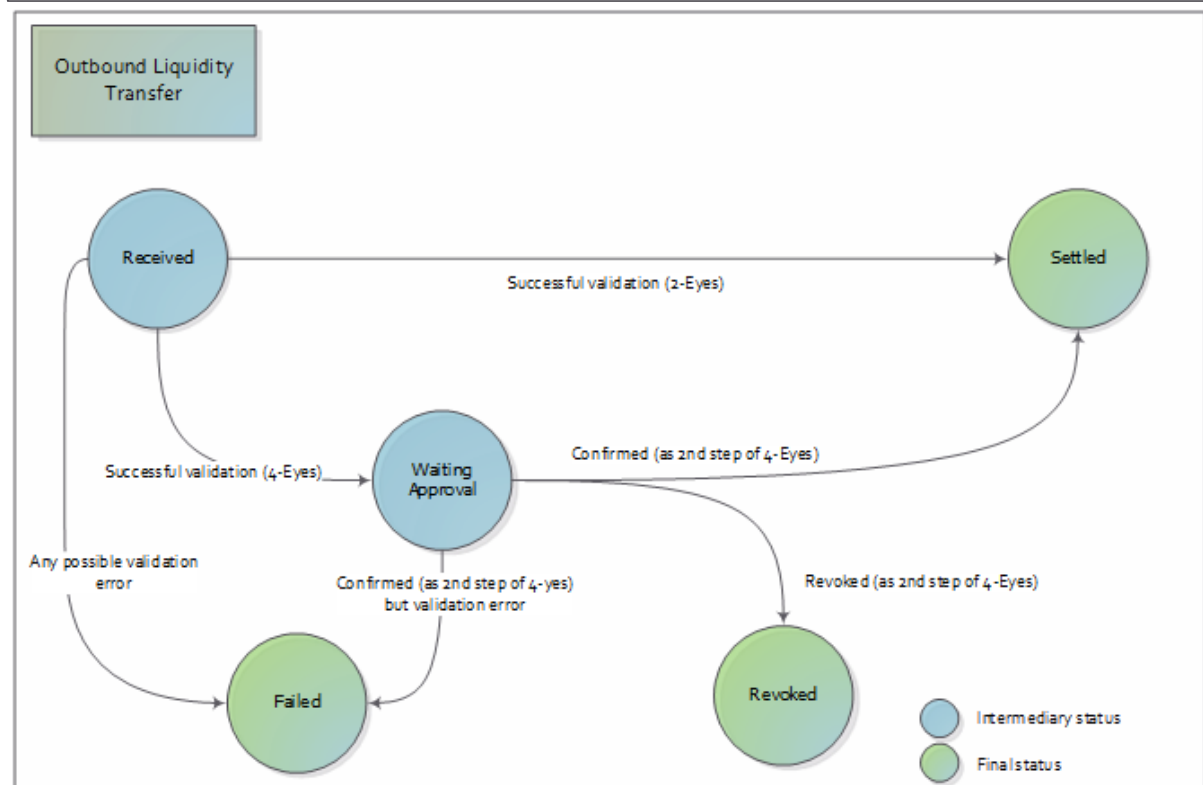 Outbound Liquidity
Transfer
Received
Settled
Successful validation (2-Eyes)
Confirmed (as 2nd step of 4-Eyes)
Successful validation (4-Eyes)
Waiting
Approval
Any possible validation
error
Confirmed (as 2nd step of 4-yes)
but validation error
Revoked (as 2nd step of 4-Eyes)
Failed
Revoked
Intermediary status
Final status